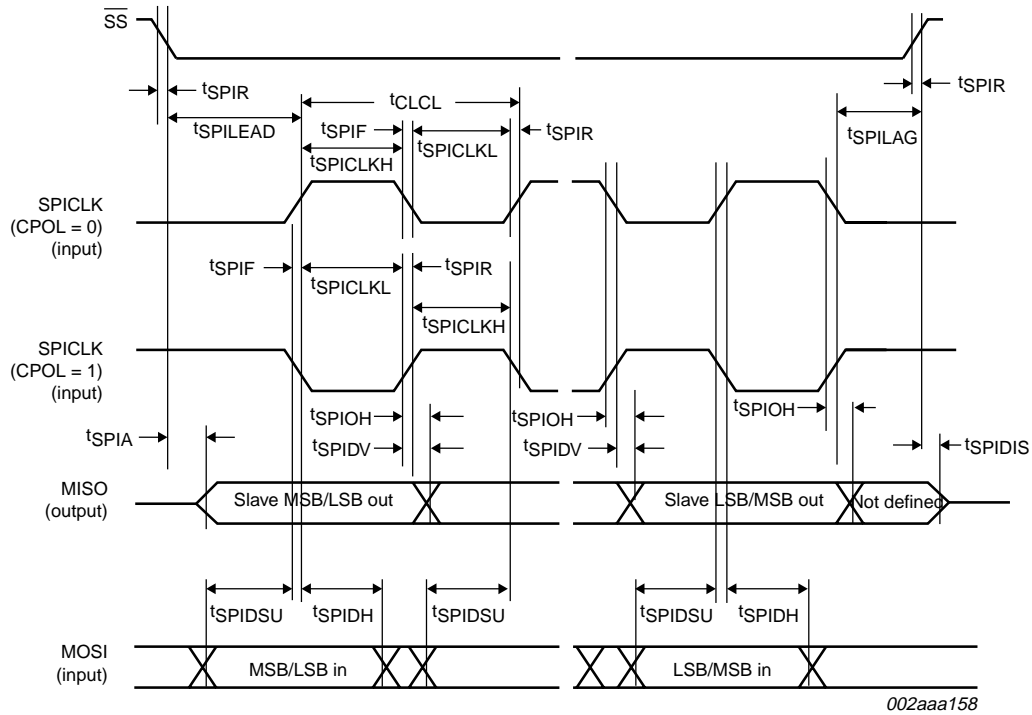 SS
tSPIR
tSPIR
tCLCL
tSPILEAD
tSPIF
tSPIR
tSPILAG
tSPICLKH
tSPICLKL
SPICLK
(CPOL = 0)
(input)
tSPIF
tSPICLKL
tSPIR
tSPICLKH
SPICLK
(CPOL = 1)
(input)
tSPIOH
tSPIOH
tSPIOH
tSPIA
tSPIDV
tSPIDV
tSPIDIS
MISO
(output)
Slave MSB/LSB out
Slave LSB/MSB out
Not defined
tSPIDSU
tSPIDH
tSPIDSU
tSPIDSU
tSPIDH
MOSI
(input)
MSB/LSB in
LSB/MSB in
002aaa158